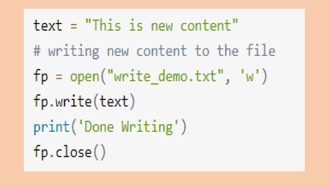 text = "This is new content"
# writing new content to the file
fp = open("write_demo.txt", 'w')
fp.write(text)
print('Done Writing')
fp.close()